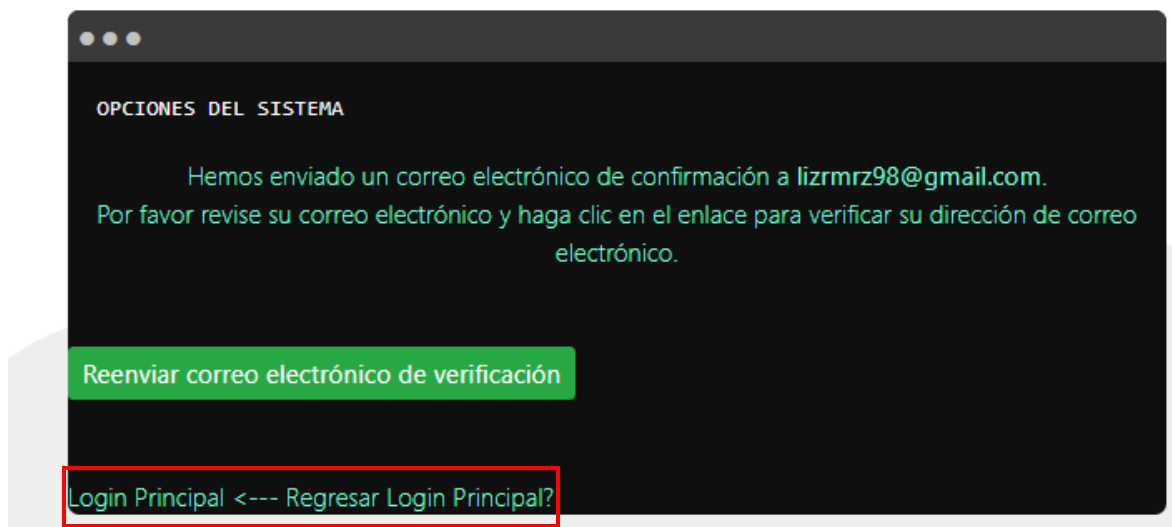 OPCIONES DEL SISTEMA
Hemos enviado un correo electrónico de confirmación a lizrmrz98@gmail.com.
Por favor revise su correo electrónico y haga clic en el enlace para verificar su dirección de correo
electrónico.
Reenviar correo electrónico de verificación
Login Principal <--- Regresar Login Principal?